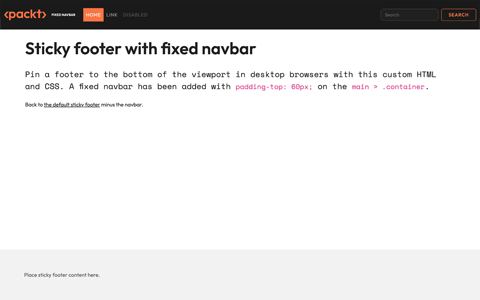 <packt> FIXED NAVBAR HOME LINK DISABLED Search SEARCH
Sticky footer with fixed navbar
Pin a footer to the bottom of the viewport in desktop browsers with this custom HTML
and CSS. A fixed navbar has been added with padding-top: 60px; on the main > .container.
Back to the default sticky footer minus the navbar.
Place sticky footer content here.